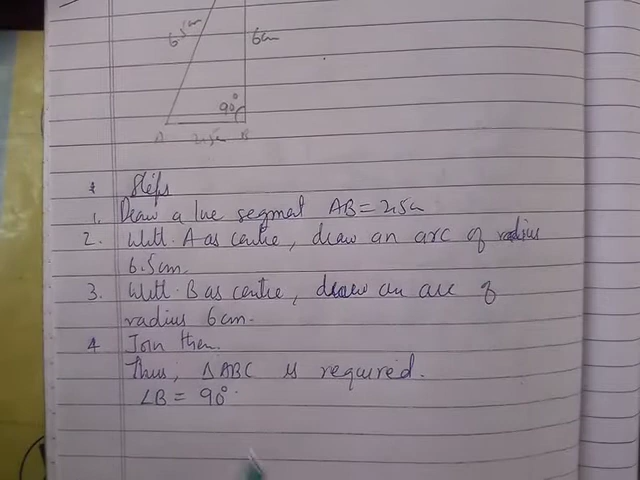 6.5cm
6cm
90°
A 2.5cm B
* Steps
1. Draw a line segment AB = 2.5cm
2. With A as centre, draw an arc of radius
6.5cm.
3. With B as centre, draw an arc of
radius 6cm.
4 Join them.
Thus, △ABC is required.
∠B = 90°.